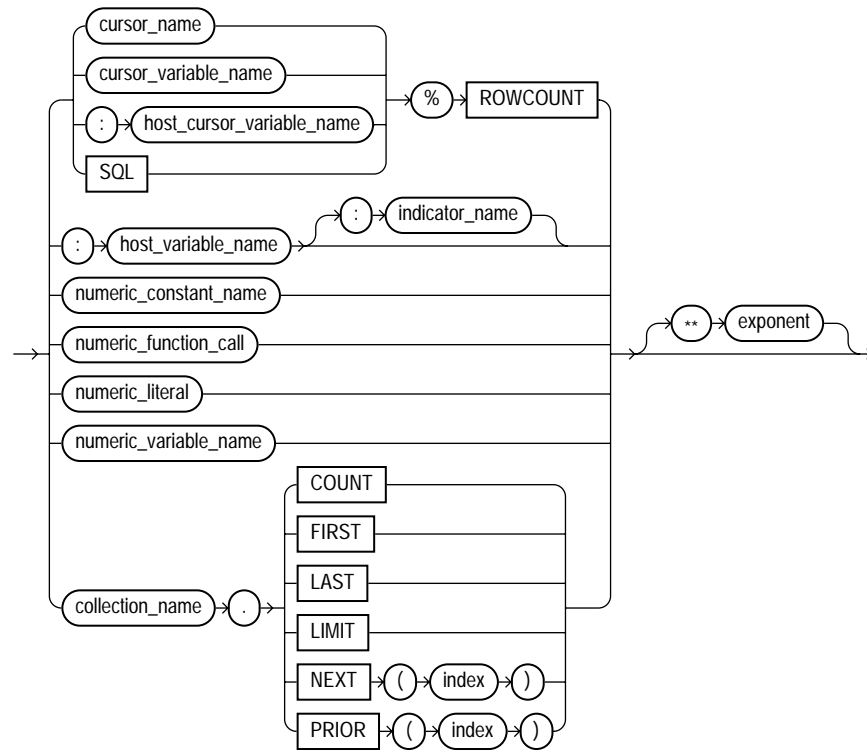 cursor_name
cursor_variable_name
: host_cursor_variable_name
SQL
% ROWCOUNT
: host_variable_name : indicator_name
numeric_constant_name
numeric_function_call
numeric_literal
numeric_variable_name
** exponent
collection_name .
COUNT
FIRST
LAST
LIMIT
NEXT ( index )
PRIOR ( index )